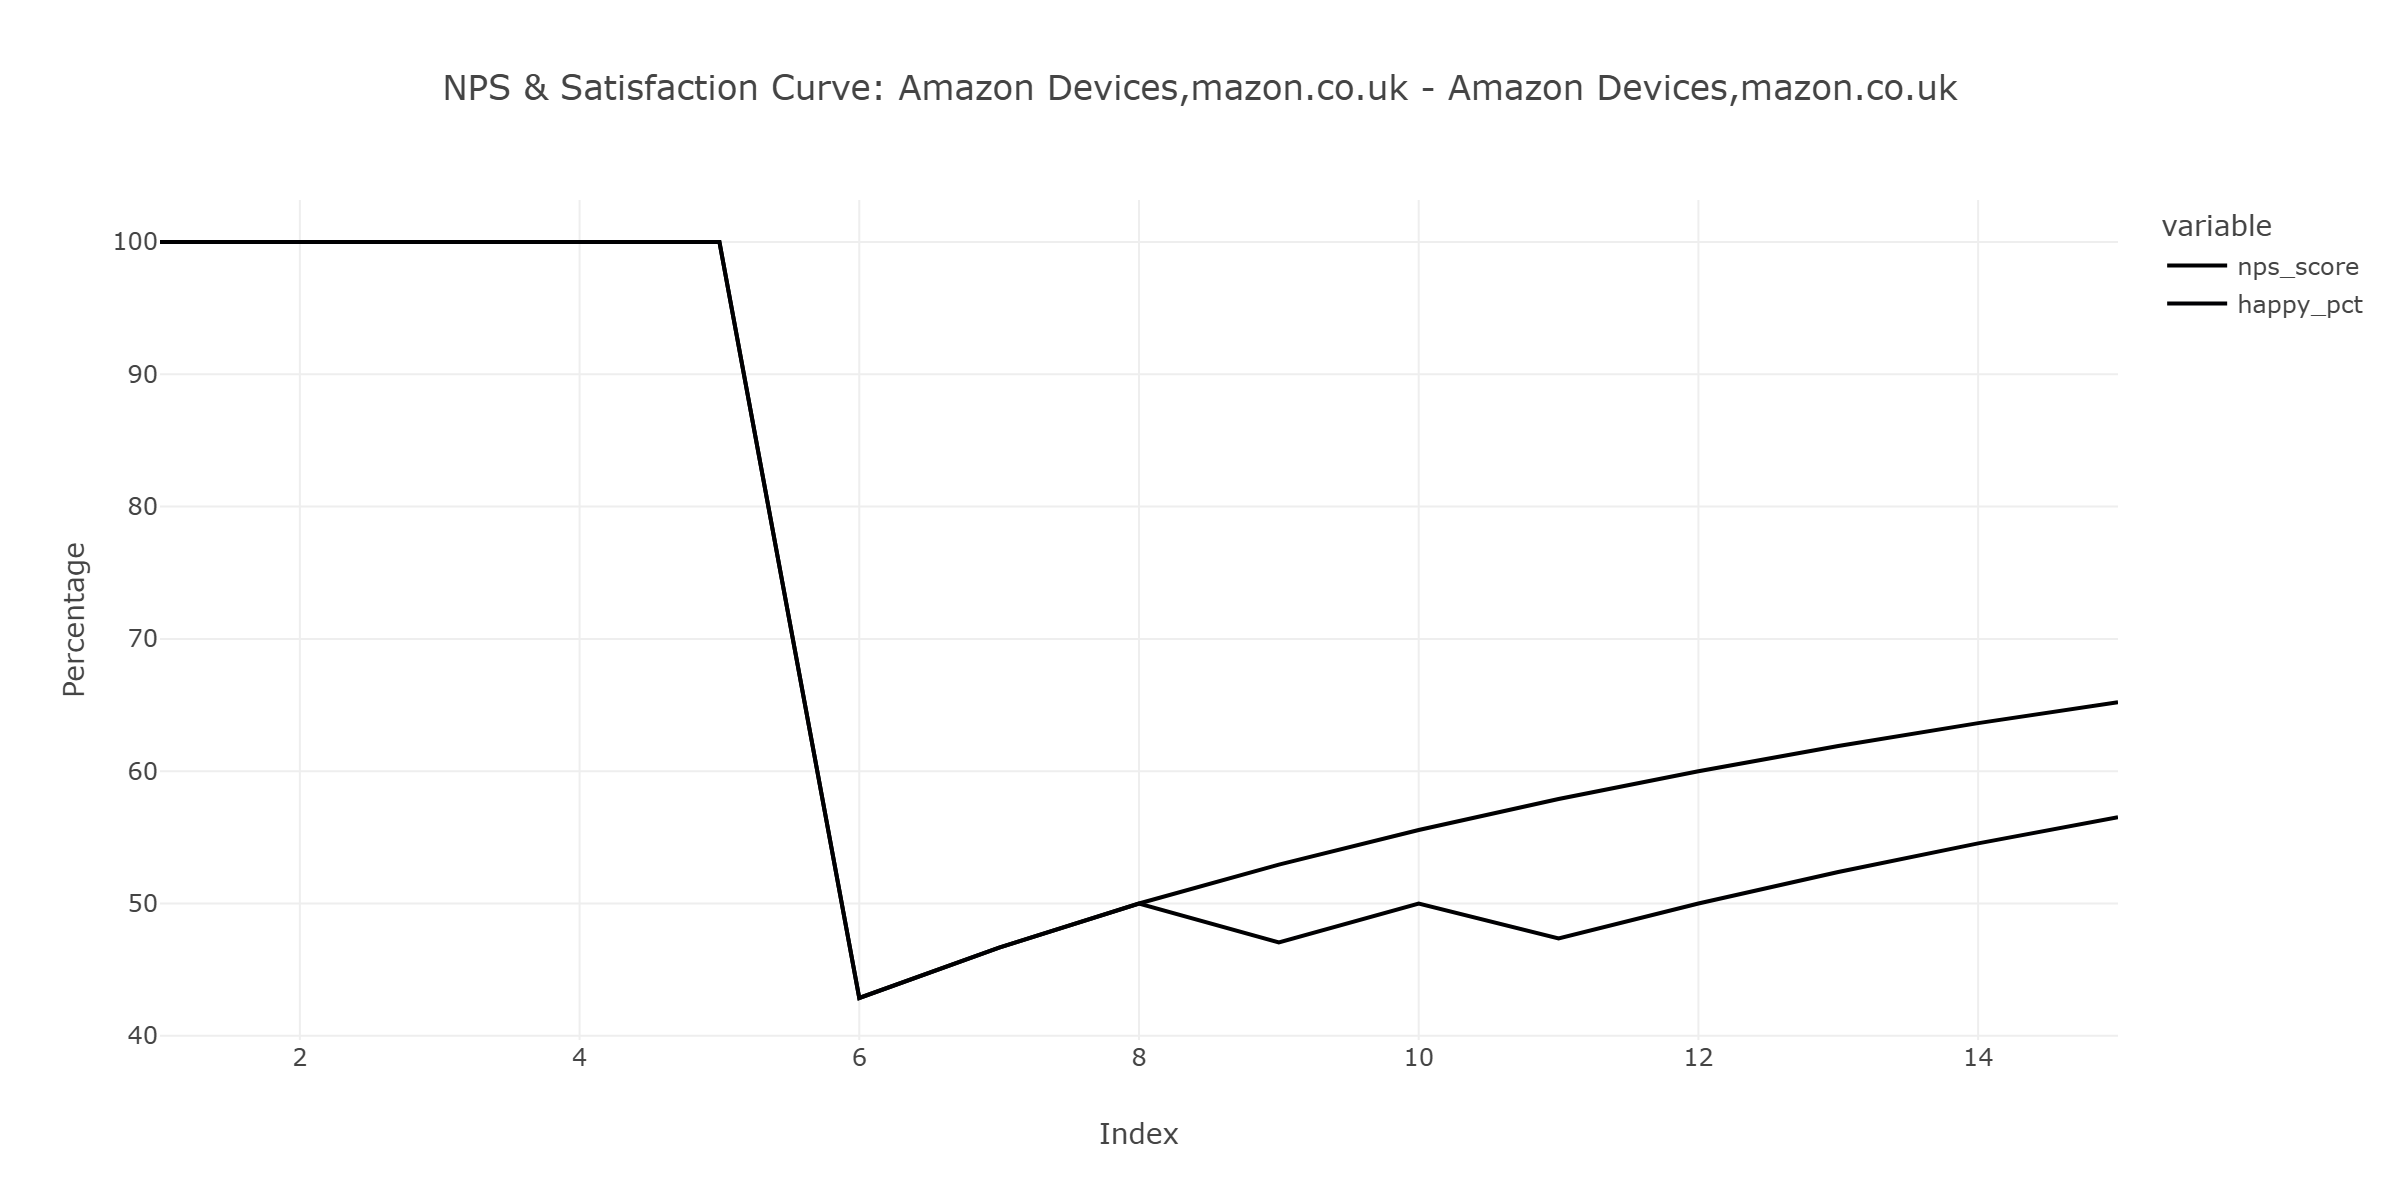 NPS & Satisfaction Curve: Amazon Devices,mazon.co.uk - Amazon Devices,mazon.co.uk
variable
nps_score
happy_pct
100
90
80
70
60
50
40
Percentage
2 4 6 8 10 12 14
Index